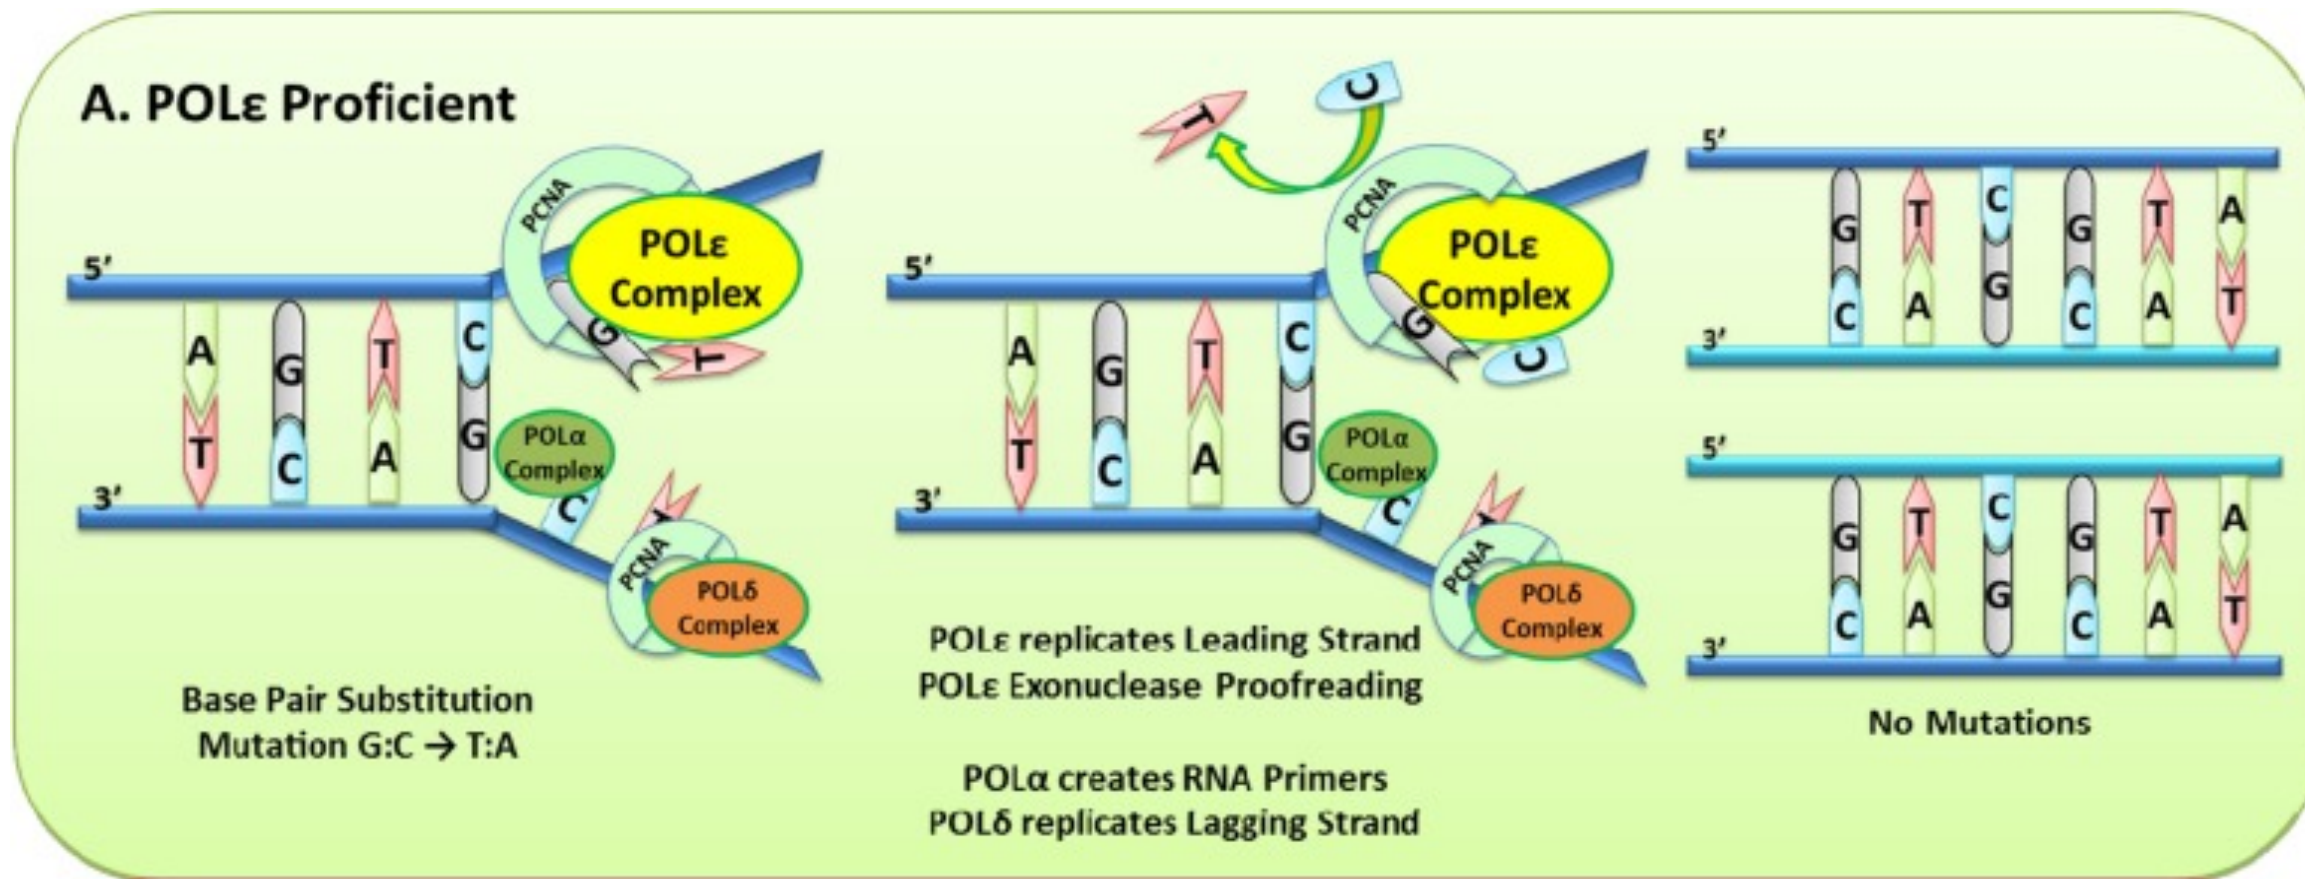 A. POLε Proficient
PCNA
POLε
Complex
5'
A G T C
G T
T C A G
3'
POLα
Complex
C
T
PCNA
POLδ
Complex
Base Pair Substitution
Mutation G:C → T:A
T C
PCNA
POLε
Complex
5'
A G T C
G C
T C A G
3'
POLα
Complex
C
T
PCNA
POLδ
Complex
POLε replicates Leading Strand
POLε Exonuclease Proofreading
POLα creates RNA Primers
POLδ replicates Lagging Strand
5'
G T C G T A
C A G C A T
3'
5'
G T C G T A
C A G C A T
3'
No Mutations